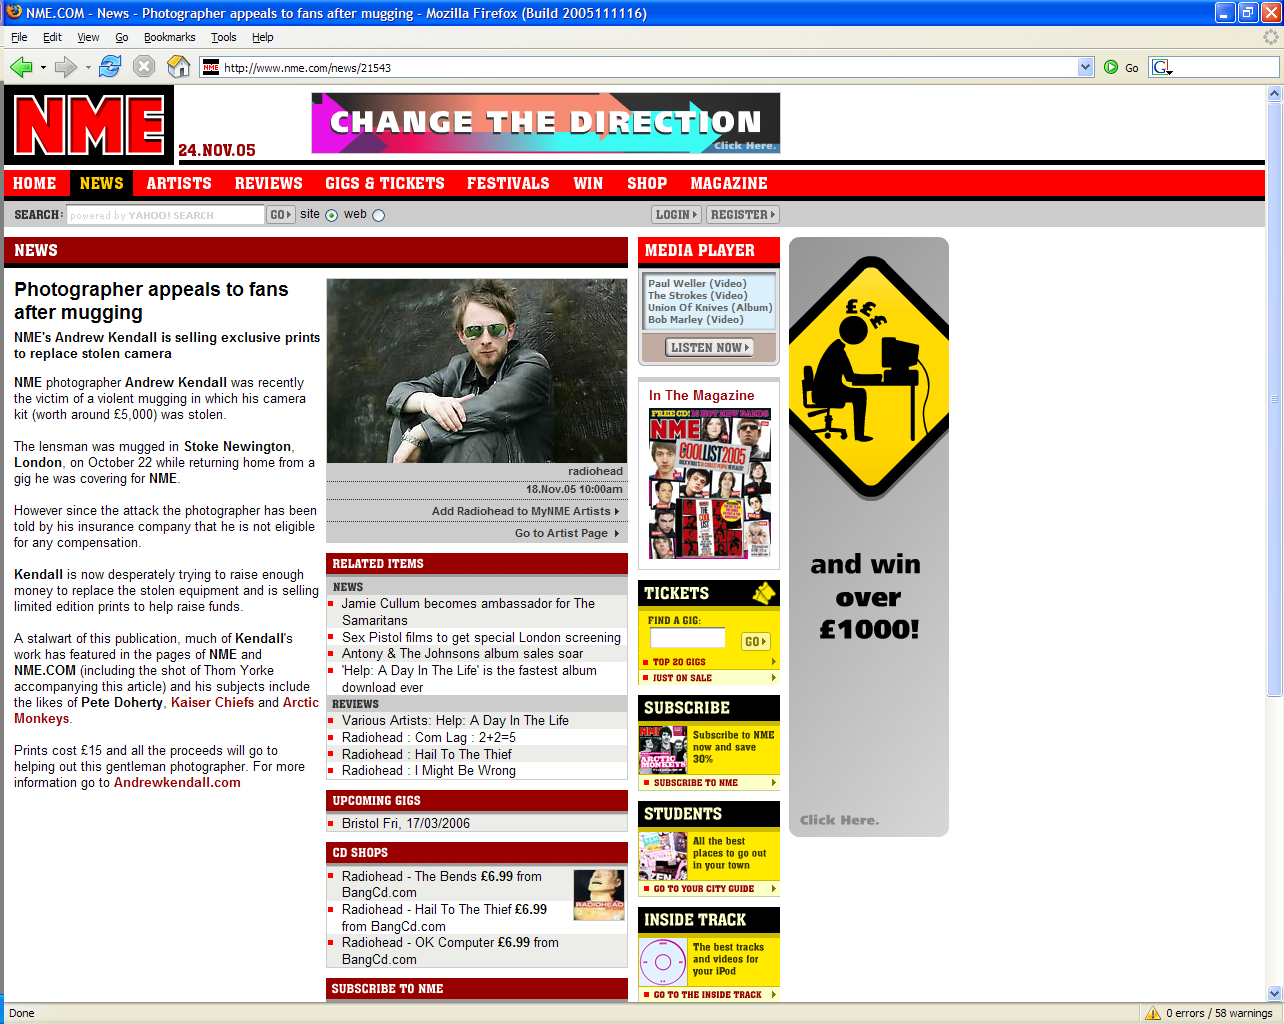 NME.COM - News - Photographer appeals to fans after mugging - Mozilla Firefox (Build 2005111116)
File Edit View Go Bookmarks Tools Help
NME http://www.nme.com/news/21543 Go G
NME
24.NOV.05
CHANGE THE DIRECTION
Click Here.
HOME NEWS ARTISTS REVIEWS GIGS & TICKETS FESTIVALS WIN SHOP MAGAZINE
SEARCH: powered by YAHOO! SEARCH GO site web LOGIN REGISTER
NEWS
Photographer appeals to fans
after mugging
NME's Andrew Kendall is selling exclusive prints
to replace stolen camera
NME photographer Andrew Kendall was recently
the victim of a violent mugging in which his camera
kit (worth around £5,000) was stolen.
The lensman was mugged in Stoke Newington,
London, on October 22 while returning home from a
gig he was covering for NME.
However since the attack the photographer has been
told by his insurance company that he is not eligible
for any compensation.
Kendall is now desperately trying to raise enough
money to replace the stolen equipment and is selling
limited edition prints to help raise funds.
A stalwart of this publication, much of Kendall's
work has featured in the pages of NME and
NME.COM (including the shot of Thom Yorke
accompanying this article) and his subjects include
the likes of Pete Doherty, Kaiser Chiefs and Arctic
Monkeys.
Prints cost £15 and all the proceeds will go to
helping out this gentleman photographer. For more
information go to Andrewkendall.com
radiohead
18.Nov.05 10:00am
Add Radiohead to MyNME Artists
Go to Artist Page
RELATED ITEMS
NEWS
Jamie Cullum becomes ambassador for The
Samaritans
Sex Pistol films to get special London screening
Antony & The Johnsons album sales soar
'Help: A Day In The Life' is the fastest album
download ever
REVIEWS
Various Artists: Help: A Day In The Life
Radiohead : Com Lag : 2+2=5
Radiohead : Hail To The Thief
Radiohead : I Might Be Wrong
UPCOMING GIGS
Bristol Fri, 17/03/2006
CD SHOPS
Radiohead - The Bends £6.99 from
BangCd.com
Radiohead - Hail To The Thief £6.99
from BangCd.com
Radiohead - OK Computer £6.99 from
BangCd.com
RADIOHEAD
SUBSCRIBE TO NME
MEDIA PLAYER
Paul Weller (Video)
The Strokes (Video)
Union Of Knives (Album)
Bob Marley (Video)
LISTEN NOW
In The Magazine
FREE CD! 16 HOT NEW BANDS
NME
COOL LIST 2005
THE COOL LIST
TICKETS
FIND A GIG:
GO
TOP 20 GIGS
JUST ON SALE
SUBSCRIBE
NME
ARCTIC
MONKEYS
Subscribe to NME
now and save
30%
SUBSCRIBE TO NME
STUDENTS
All the best
places to go out
in your town
GO TO YOUR CITY GUIDE
INSIDE TRACK
The best tracks
and videos for
your iPod
GO TO THE INSIDE TRACK
£££
and win
over
£1000!
Click Here.
Done 0 errors / 58 warnings